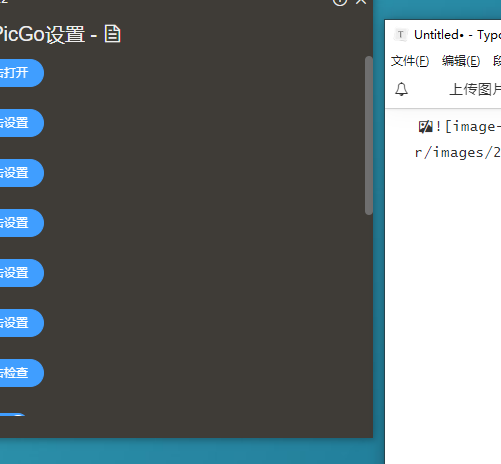 PicGo设置 -
击打开
击设置
击设置
击设置
击设置
击设置
击检查
Untitled• - Typo
文件(F) 编辑(E) 段
上传图片
![image-
r/images/2